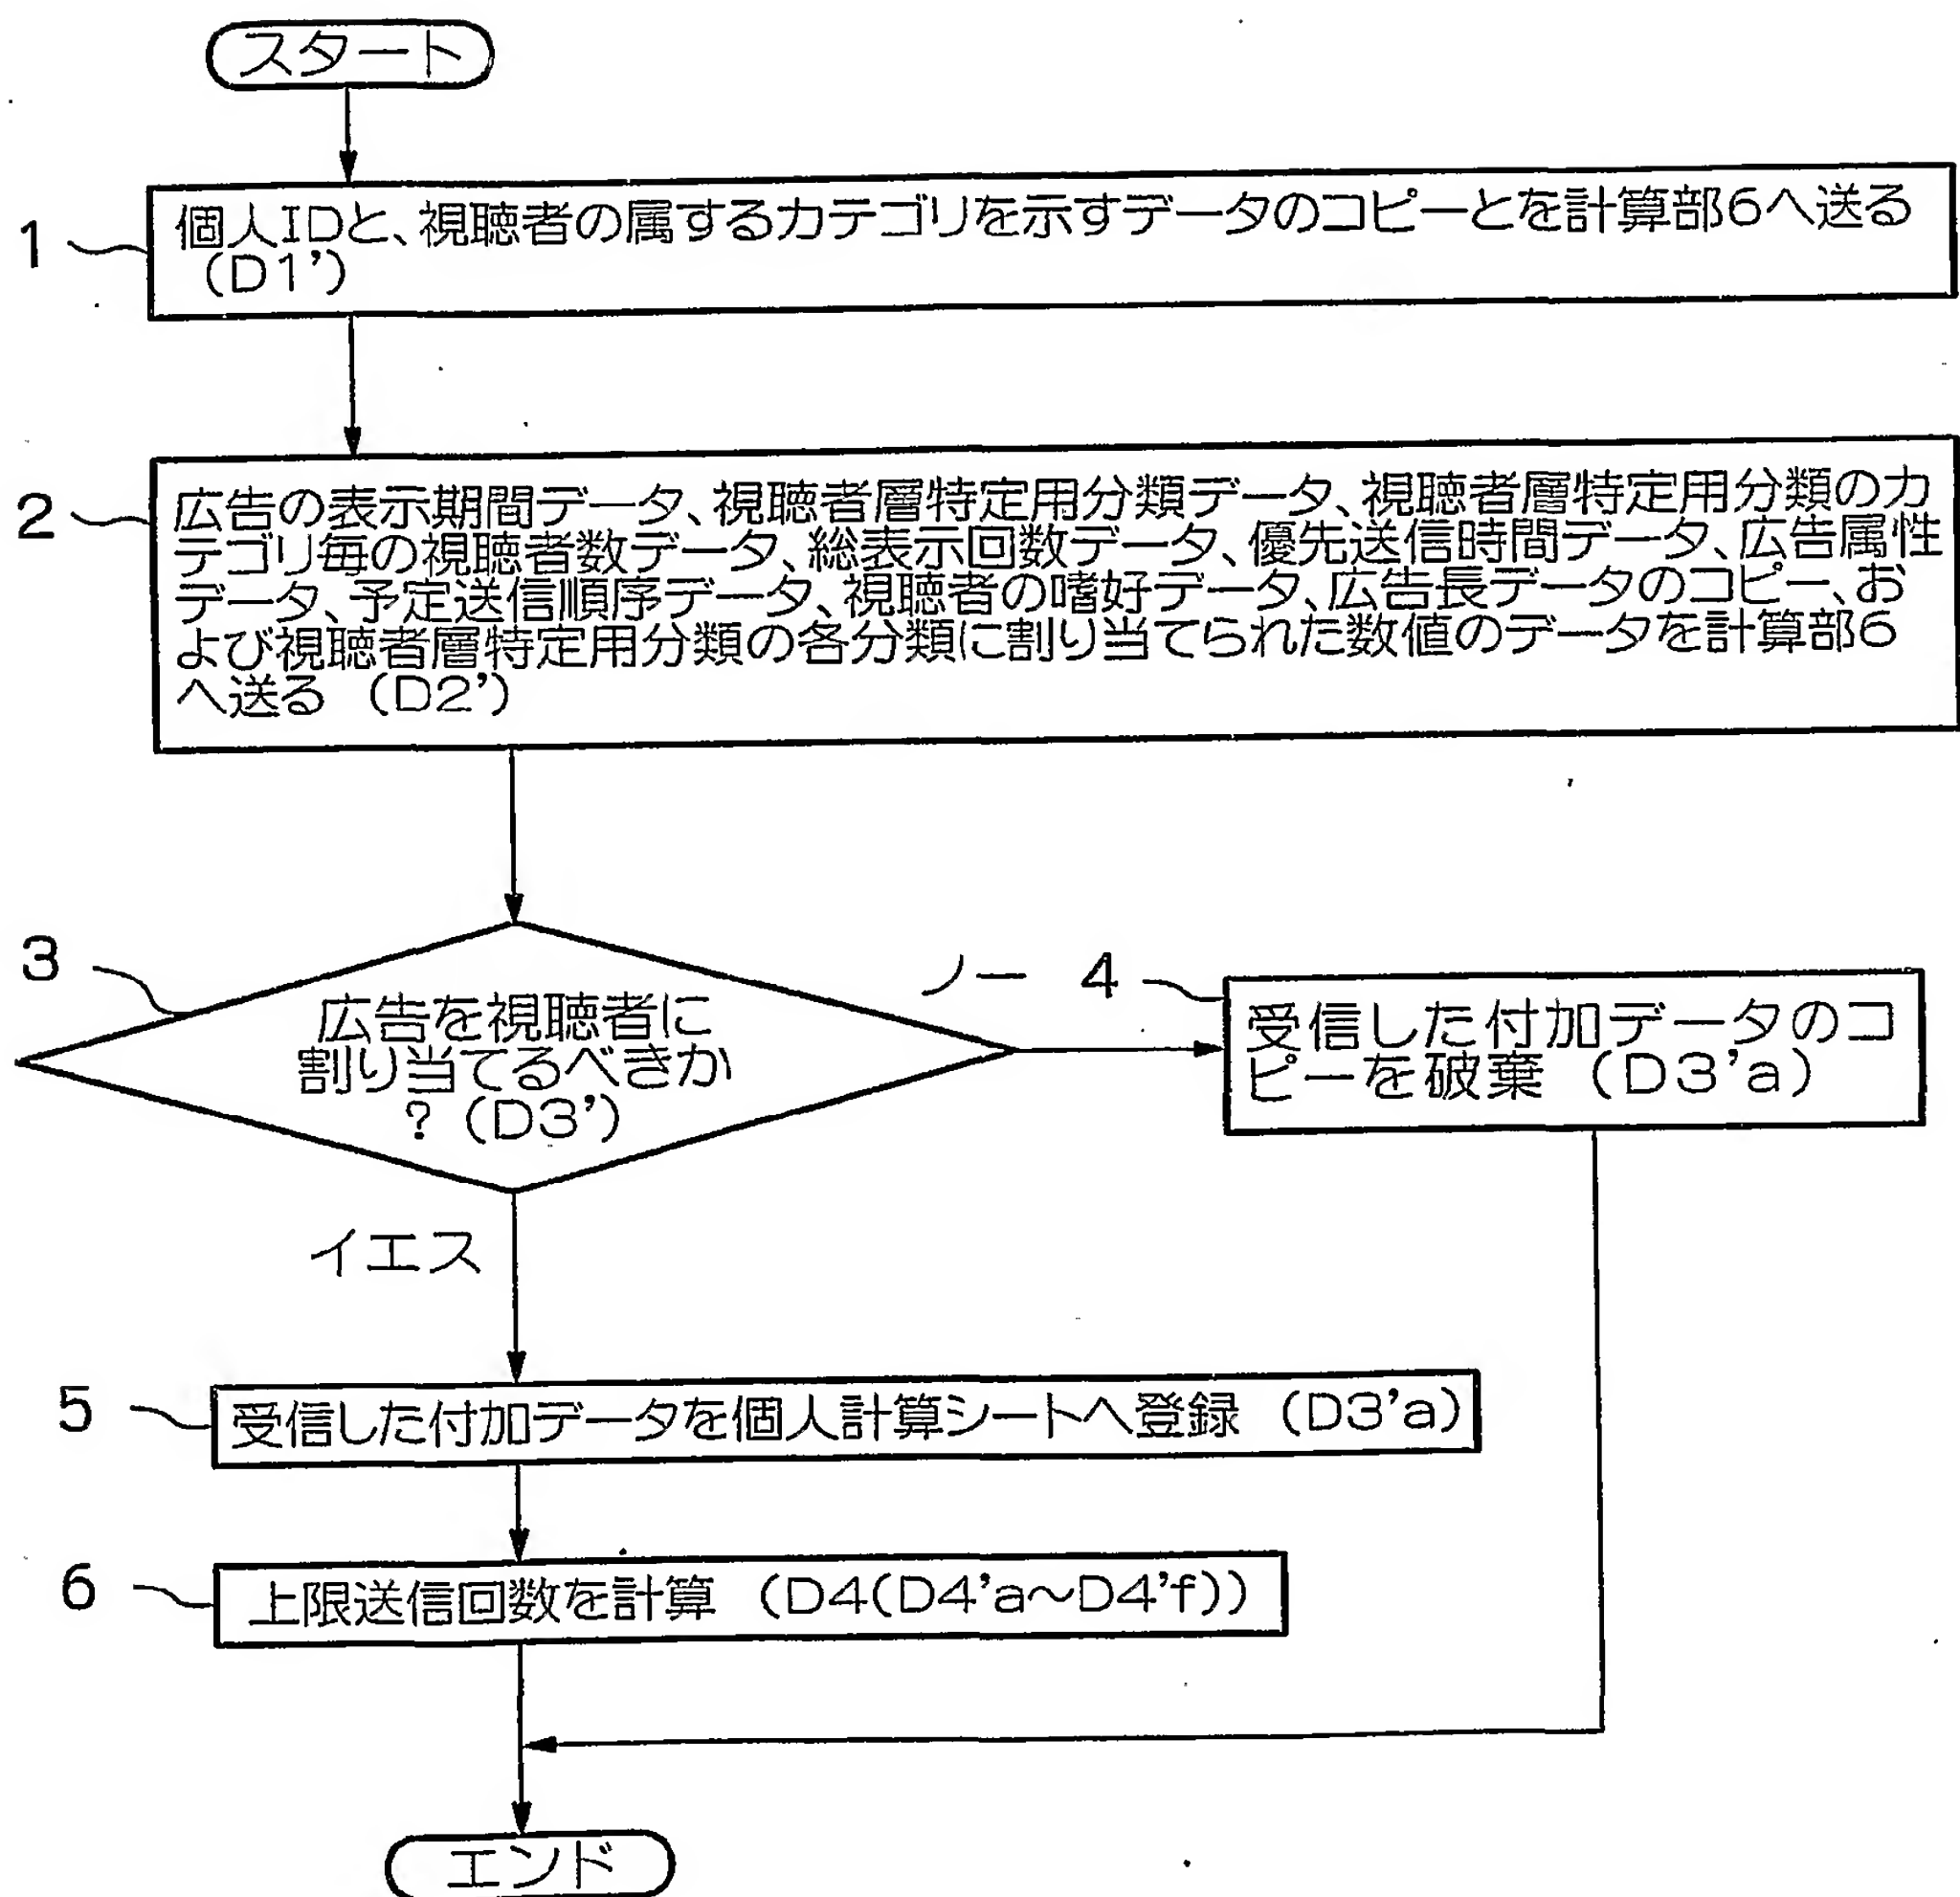 スタート
1
個人IDと、視聴者の属するカテゴリを示すデータのコピーとを計算部6へ送る
(D1')
2
広告の表示期間データ、視聴者層特定用分類データ、視聴者層特定用分類のカ
テゴリ毎の視聴者数データ、総表示回数データ、優先送信時間データ、広告属性
データ、予定送信順序データ、視聴者の嗜好データ、広告長データのコピー、お
よび視聴者層特定用分類の各分類に割り当てられた数値のデータを計算部6
へ送る (D2')
3
広告を視聴者に
割り当てるべきか
? (D3')
ノー
4
受信した付加データのコ
ピーを破棄 (D3'a)
イエス
5
受信した付加データを個人計算シートへ登録 (D3'a)
6
上限送信回数を計算 (D4(D4'a~D4'f))
エンド